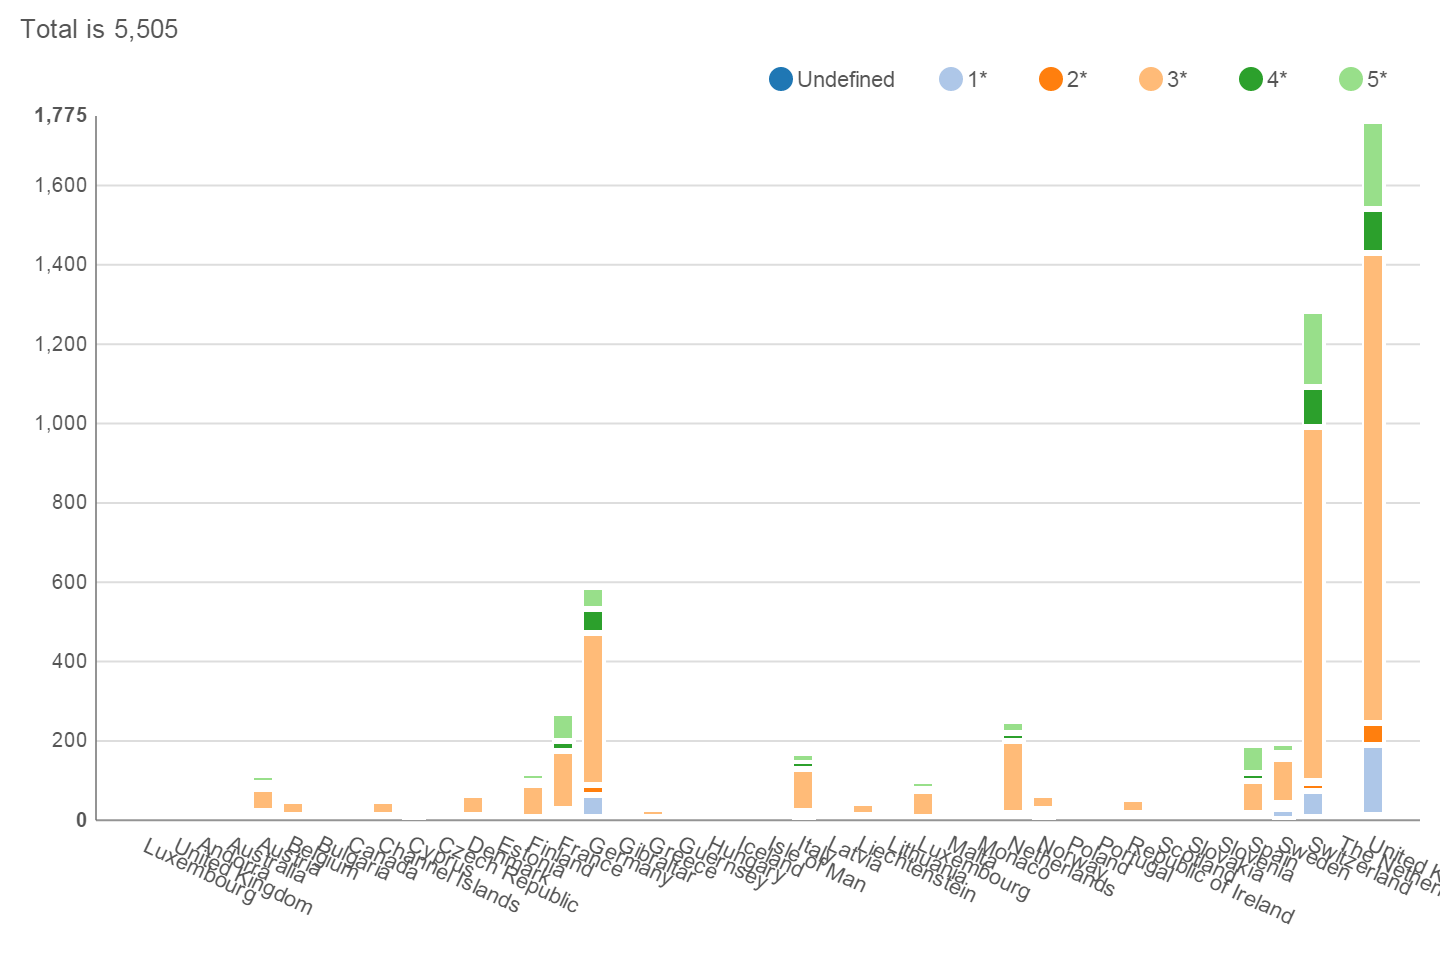 Total is 5,505
Undefined 1* 2* 3* 4* 5*
1,775
1,600
1,400
1,200
1,000
800
600
400
200
0
Luxembourg
United Kingdom
Andorra
Australia
Austria
Belgium
Bulgaria
Canada
Channel Islands
Cyprus
Czech Republic
Denmark
Estonia
Finland
France
Germany
Gibraltar
Greece
Guernsey
Hungary
Iceland
Isle of Man
Italy
Latvia
Liechtenstein
Lithuania
Luxembourg
Malta
Monaco
Netherlands
Norway
Poland
Portugal
Republic of Ireland
Scotland
Slovakia
Slovenia
Spain
Sweden
Switzerland
The Nethe
United K